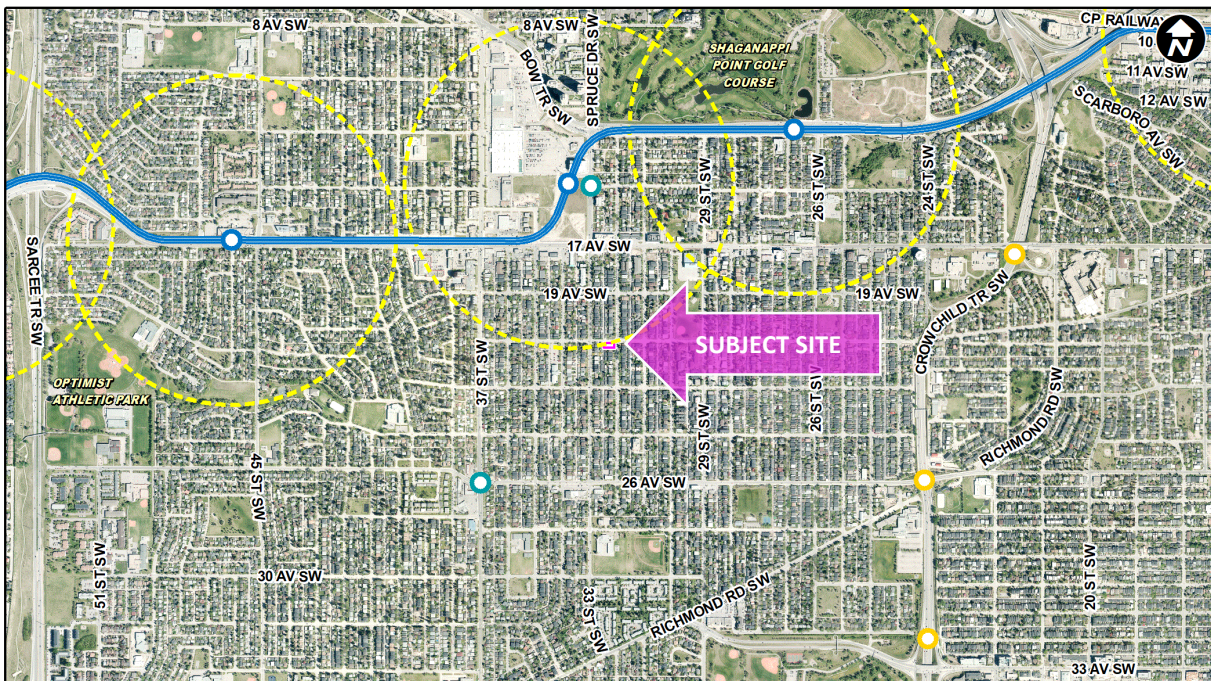 8 AV SW
8 AV SW
SPRUCE DR SW
BOW TR SW
SHAGANAPPI
POINT GOLF
COURSE
CP RAILWAY
10
N
11 AV SW
12 AV SW
SCARBORO AV SW
29 ST SW
26 ST SW
24 ST SW
17 AV SW
SARCEE TR SW
19 AV SW
19 AV SW
CROWCHILD TR SW
SUBJECT SITE
OPTIMIST
ATHLETIC PARK
37 ST SW
26 ST SW
29 ST SW
RICHMOND RD SW
45 ST SW
26 AV SW
51 ST SW
30 AV SW
33 ST SW
RICHMOND RD SW
20 ST SW
33 AV SW